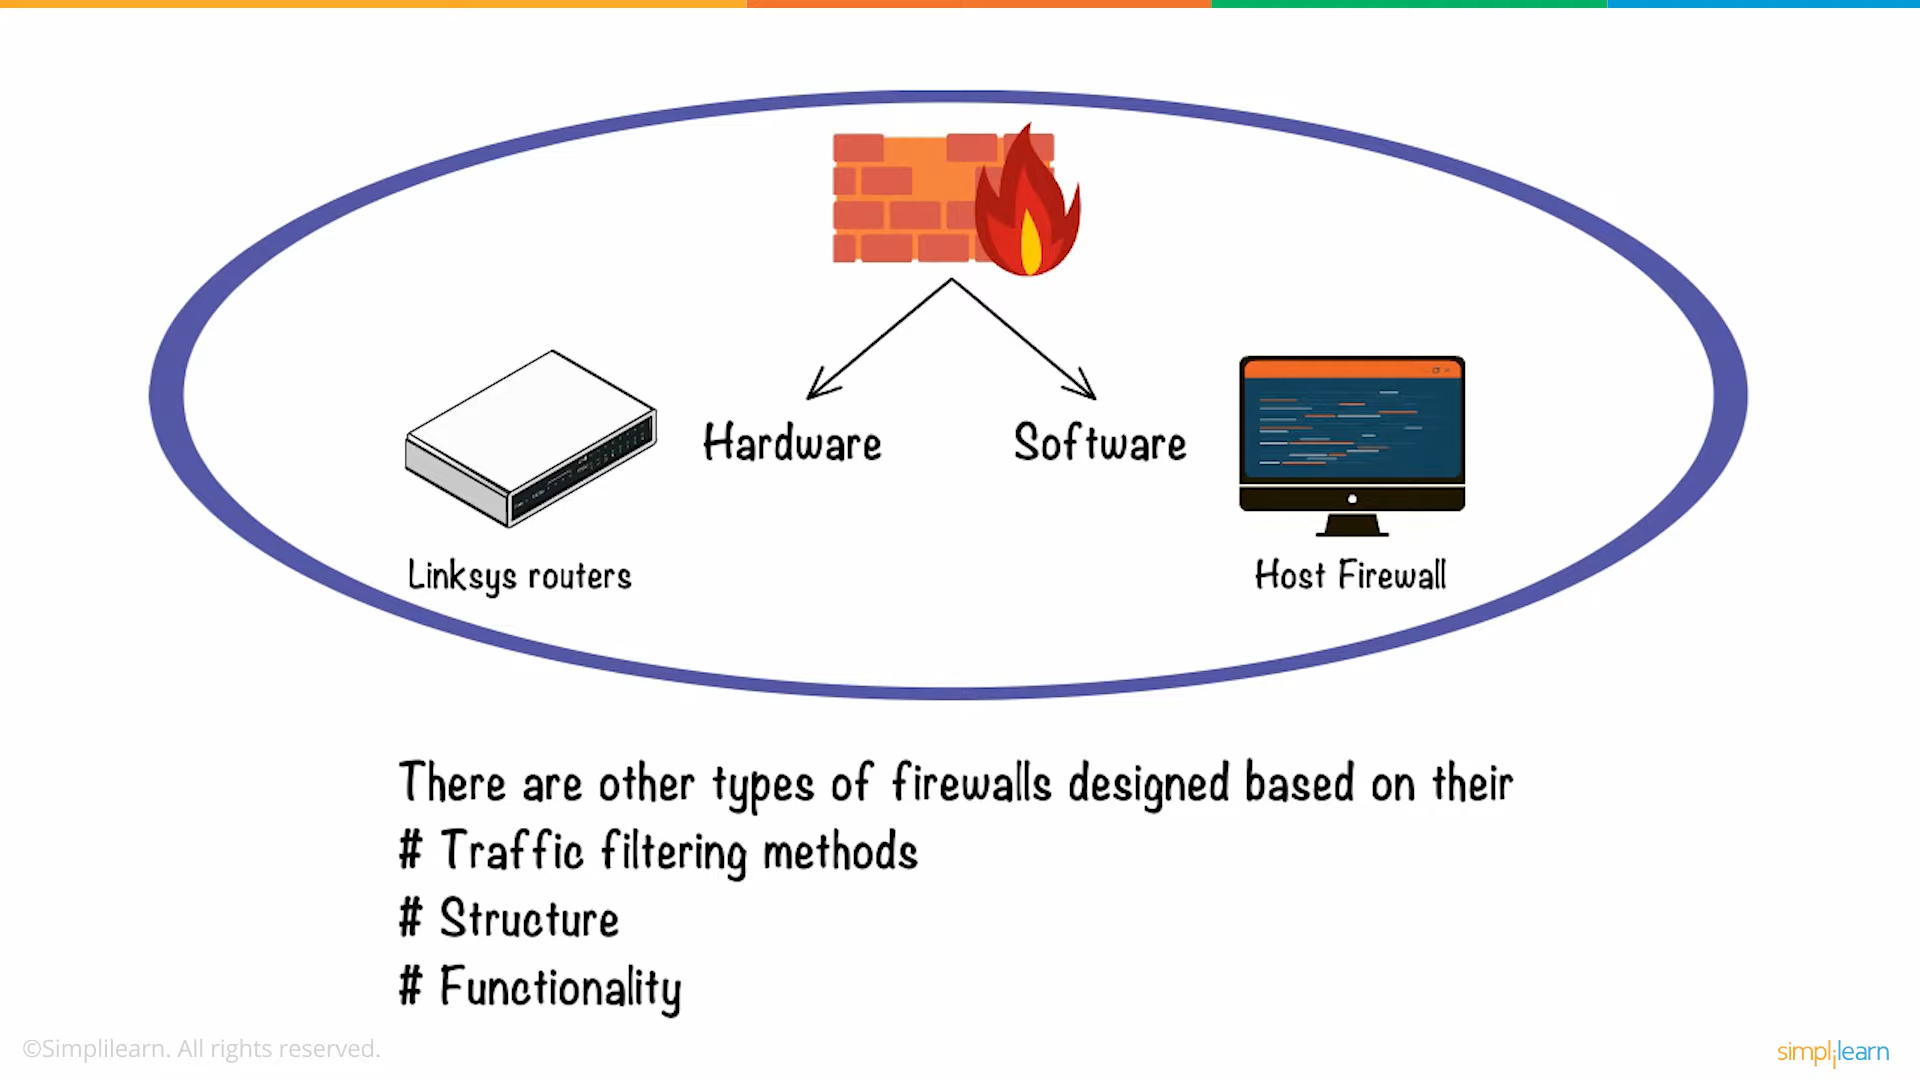 Hardware
Software
Linksys routers
Host Firewall
There are other types of firewalls designed based on their
# Traffic filtering methods
# Structure
# Functionality
©Simplilearn. All rights reserved.
simplilearn